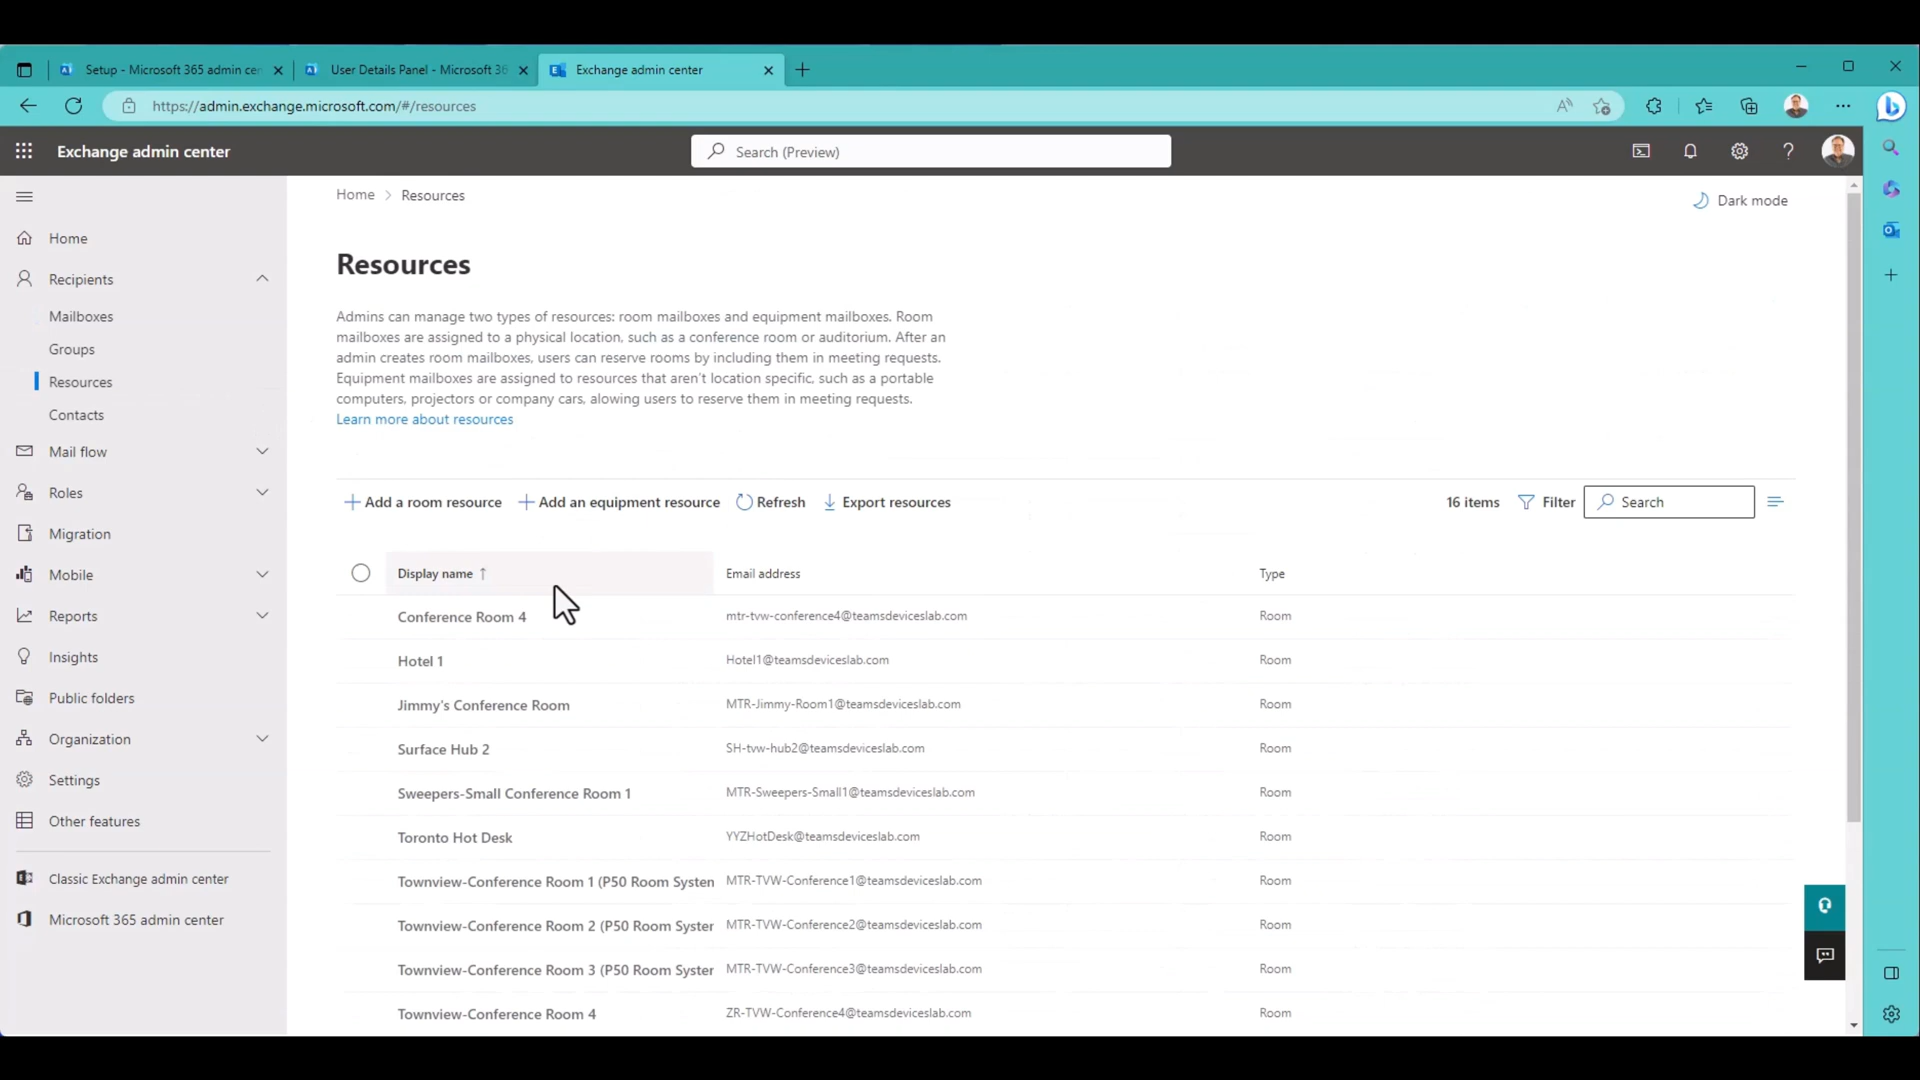 Setup - Microsoft 365 admin cen
User Details Panel - Microsoft 36
Exchange admin center
https://admin.exchange.microsoft.com/#/resources
Exchange admin center
Search (Preview)
Home
Resources
Dark mode
Home
Recipients
Mailboxes
Groups
Resources
Contacts
Mail flow
Roles
Migration
Mobile
Reports
Insights
Public folders
Organization
Settings
Other features
Classic Exchange admin center
Microsoft 365 admin center
Resources
Admins can manage two types of resources: room mailboxes and equipment mailboxes. Room
mailboxes are assigned to a physical location, such as a conference room or auditorium. After an
admin creates room mailboxes, users can reserve rooms by including them in meeting requests.
Equipment mailboxes are assigned to resources that aren't location specific, such as a portable
computers, projectors or company cars, alowing users to reserve them in meeting requests.
Learn more about resources
Add a room resource Add an equipment resource Refresh Export resources 16 items Filter Search
Display name ↑ Email address Type
Conference Room 4 mtr-tvw-conference4@teamsdeviceslab.com Room
Hotel 1 Hotel1@teamsdeviceslab.com Room
Jimmy's Conference Room MTR-Jimmy-Room1@teamsdeviceslab.com Room
Surface Hub 2 SH-tvw-hub2@teamsdeviceslab.com Room
Sweepers-Small Conference Room 1 MTR-Sweepers-Small1@teamsdeviceslab.com Room
Toronto Hot Desk YYZHotDesk@teamsdeviceslab.com Room
Townview-Conference Room 1 (P50 Room System MTR-TVW-Conference1@teamsdeviceslab.com Room
Townview-Conference Room 2 (P50 Room System MTR-TVW-Conference2@teamsdeviceslab.com Room
Townview-Conference Room 3 (P50 Room System MTR-TVW-Conference3@teamsdeviceslab.com Room
Townview-Conference Room 4 ZR-TVW-Conference4@teamsdeviceslab.com Room